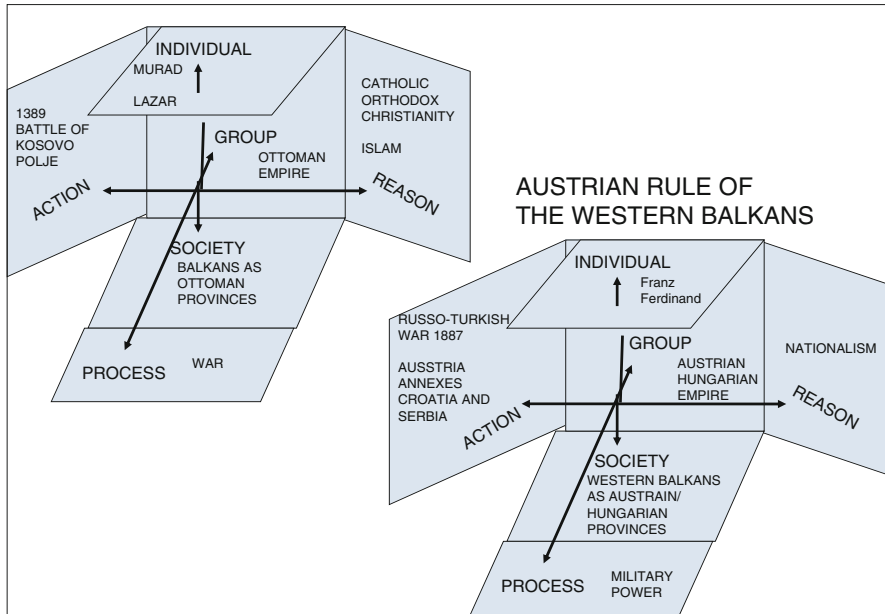 INDIVIDUAL
MURAD
LAZAR
1389
BATTLE OF
KOSOVO
POLJE
ACTION
GROUP
OTTOMAN
EMPIRE
CATHOLIC
ORTHODOX
CHRISTIANITY
ISLAM
REASON
SOCIETY
BALKANS AS
OTTOMAN
PROVINCES
PROCESS
WAR
AUSTRIAN RULE OF
THE WESTERN BALKANS
INDIVIDUAL
Franz
Ferdinand
RUSSO-TURKISH
WAR 1887
AUSSTRIA
ANNEXES
CROATIA AND
SERBIA
ACTION
GROUP
AUSTRIAN
HUNGARIAN
EMPIRE
NATIONALISM
REASON
SOCIETY
WESTERN BALKANS
AS AUSTRAIN/
HUNGARIAN
PROVINCES
PROCESS
MILITARY
POWER